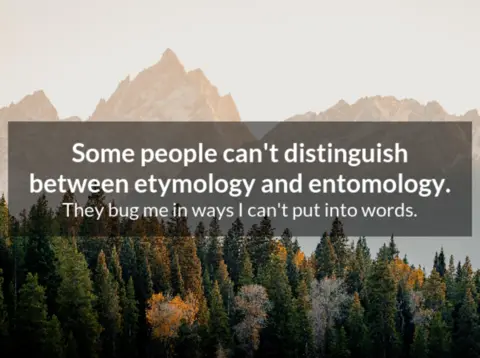 Some people can't distinguish
between etymology and entomology.
They bug me in ways I can't put into words.